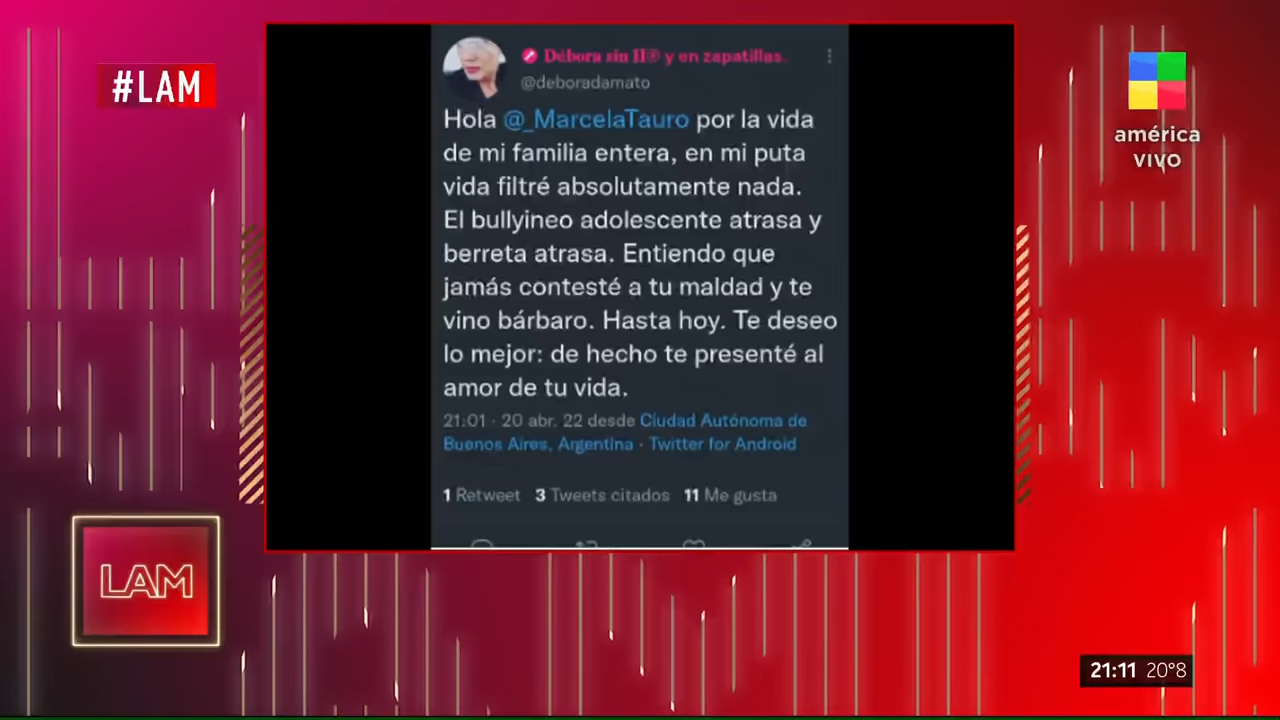 #LAM
Débora sin H® y en zapatillas.
@deboradamato
Hola @_MarcelaTauro por la vida
de mi familia entera, en mi puta
vida filtré absolutamente nada.
El bullyineo adolescente atrasa y
berreta atrasa. Entiendo que
jamás contesté a tu maldad y te
vino bárbaro. Hasta hoy. Te deseo
lo mejor: de hecho te presenté al
amor de tu vida.
21:01 · 20 abr. 22 desde Ciudad Autónoma de
Buenos Aires, Argentina · Twitter for Android
1 Retweet 3 Tweets citados 11 Me gusta
américa
vivo
LAM
21:11 20°8